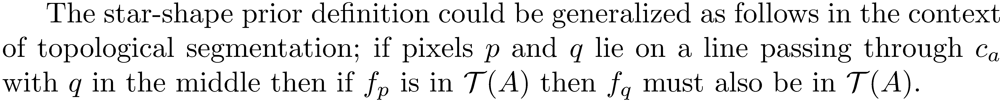 The star-shape prior definition could be generalized as follows in the context
of topological segmentation; if pixels $p$ and $q$ lie on a line passing through $c_a$
with $q$ in the middle then if $f_p$ is in $\mathcal{T}(A)$ then $f_q$ must also be in $\mathcal{T}(A)$.